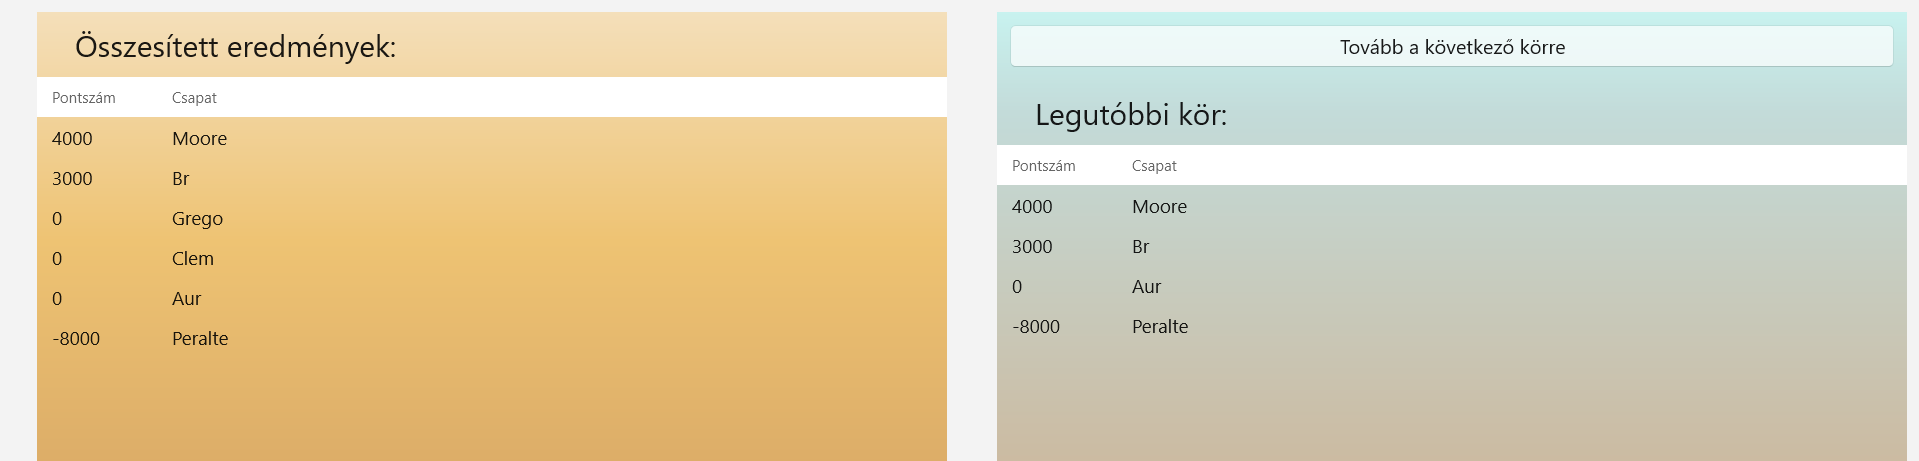 Összesített eredmények:
Pontszám Csapat
4000 Moore
3000 Br
0 Grego
0 Clem
0 Aur
-8000 Peralte
Tovább a következő körre
Legutóbbi kör:
Pontszám Csapat
4000 Moore
3000 Br
0 Aur
-8000 Peralte